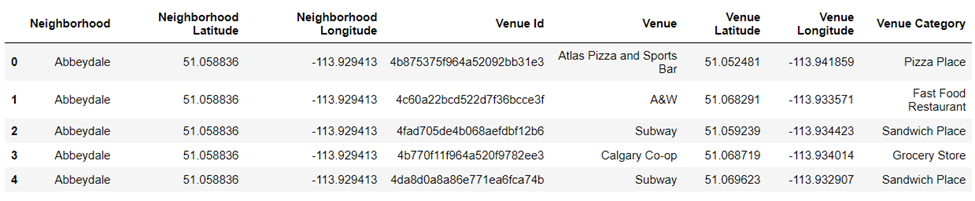 Neighborhood Neighborhood Latitude Neighborhood Longitude Venue Id Venue Venue Latitude Venue Longitude Venue Category
0 Abbeydale 51.058836 -113.929413 4b875375f964a52092bb31e3 Atlas Pizza and Sports Bar 51.052481 -113.941859 Pizza Place
1 Abbeydale 51.058836 -113.929413 4c60a22bcd522d7f36bcce3f A&W 51.068291 -113.933571 Fast Food Restaurant
2 Abbeydale 51.058836 -113.929413 4fad705de4b068aefdbf12b6 Subway 51.059239 -113.934423 Sandwich Place
3 Abbeydale 51.058836 -113.929413 4b770f11f964a520f9782ee3 Calgary Co-op 51.068719 -113.934014 Grocery Store
4 Abbeydale 51.058836 -113.929413 4da8d0a8a86e771ea6fca74b Subway 51.069623 -113.932907 Sandwich Place